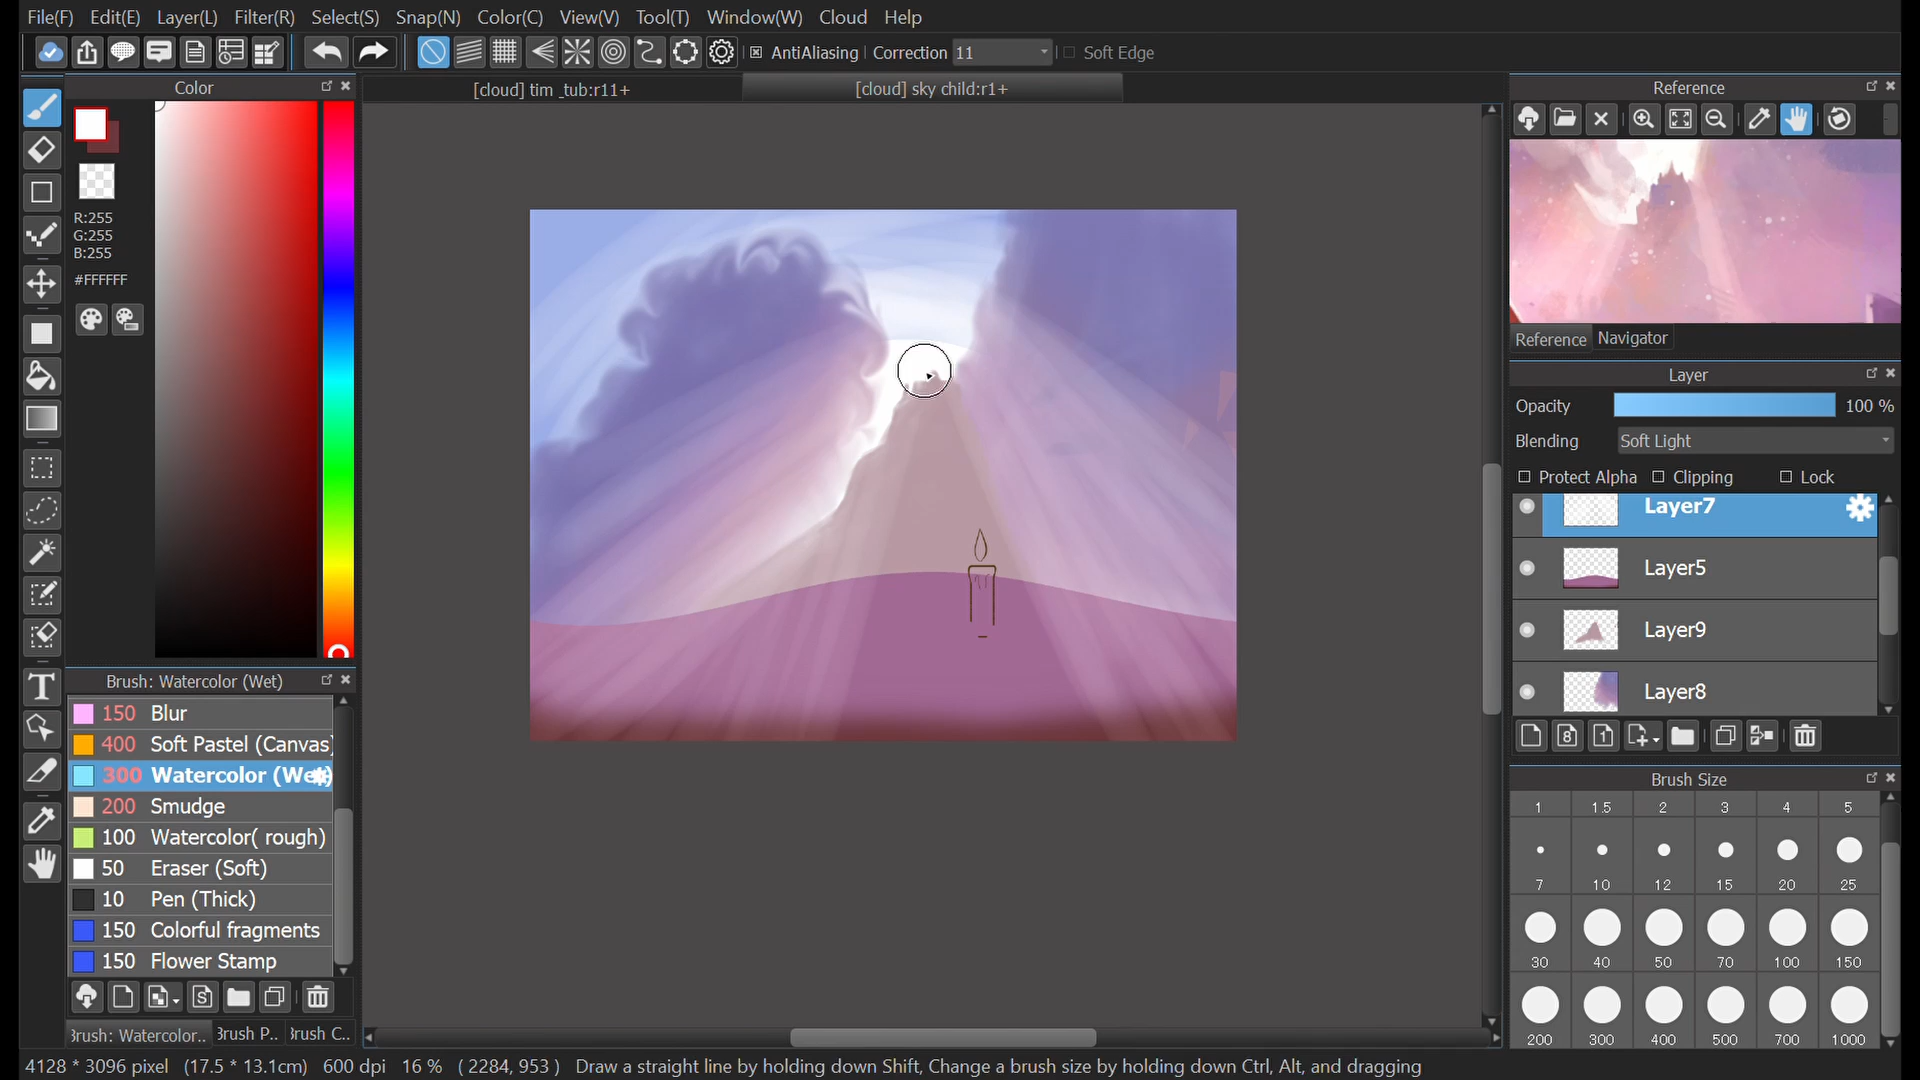 File(F) Edit(E) Layer(L) Filter(R) Select(S) Snap(N) Color(C) View(V) Tool(T) Window(W) Cloud Help
AntiAliasing Correction 11 Soft Edge
Color
R:255
G:255
B:255
#FFFFFF
[cloud] tim _tub:r11+ [cloud] sky child:r1+
Reference
Reference Navigator
Layer
Opacity 100 %
Blending Soft Light
Protect Alpha Clipping Lock
Layer7
Layer5
Layer9
Layer8
Brush: Watercolor (Wet)
150 Blur
400 Soft Pastel (Canvas)
300 Watercolor (Wet)
200 Smudge
100 Watercolor( rough)
50 Eraser (Soft)
10 Pen (Thick)
150 Colorful fragments
150 Flower Stamp
Brush: Watercolor.. Brush P.. Brush C..
Brush Size
1 1.5 2 3 4 5
7 10 12 15 20 25
30 40 50 70 100 150
200 300 400 500 700 1000
4128 * 3096 pixel (17.5 * 13.1cm) 600 dpi 16 % ( 2284, 953 ) Draw a straight line by holding down Shift, Change a brush size by holding down Ctrl, Alt, and dragging